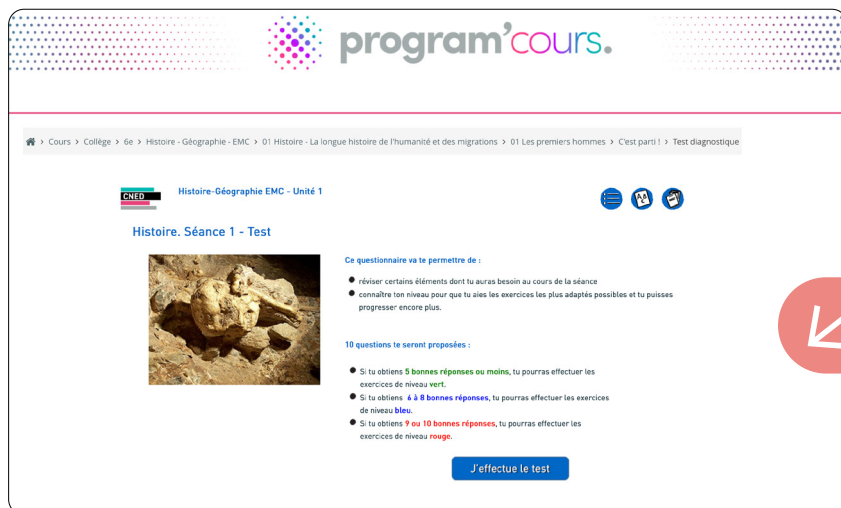 program'cours.
Cours > Collège > 6e > Histoire - Géographie - EMC > 01 Histoire - La longue histoire de l'humanité et des migrations > 01 Les premiers hommes > C'est parti ! > Test diagnostique
CNED
Histoire-Géographie EMC - Unité 1
Histoire. Séance 1 - Test
Ce questionnaire va te permettre de :
réviser certains éléments dont tu auras besoin au cours de la séance
connaître ton niveau pour que tu aies les exercices les plus adaptés possibles et tu puisses
progresser encore plus.
10 questions te seront proposées :
Si tu obtiens 5 bonnes réponses ou moins, tu pourras effectuer les
exercices de niveau vert.
Si tu obtiens 6 à 8 bonnes réponses, tu pourras effectuer les exercices
de niveau bleu.
Si tu obtiens 9 ou 10 bonnes réponses, tu pourras effectuer les
exercices de niveau rouge.
J'effectue le test